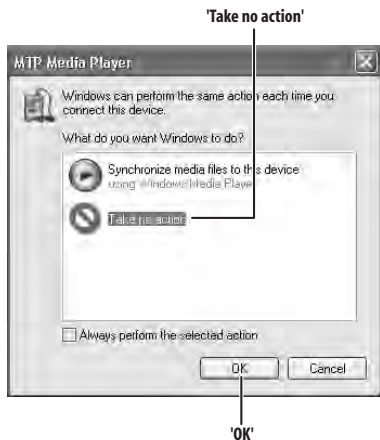 'Take no action'
MTP Media Player
Windows can perform the same action each time you
connect this device.
What do you want Windows to do?
Synchronize media files to this device
using Windows Media Player
Take no action
Always perform the selected action
OK
Cancel
'OK'